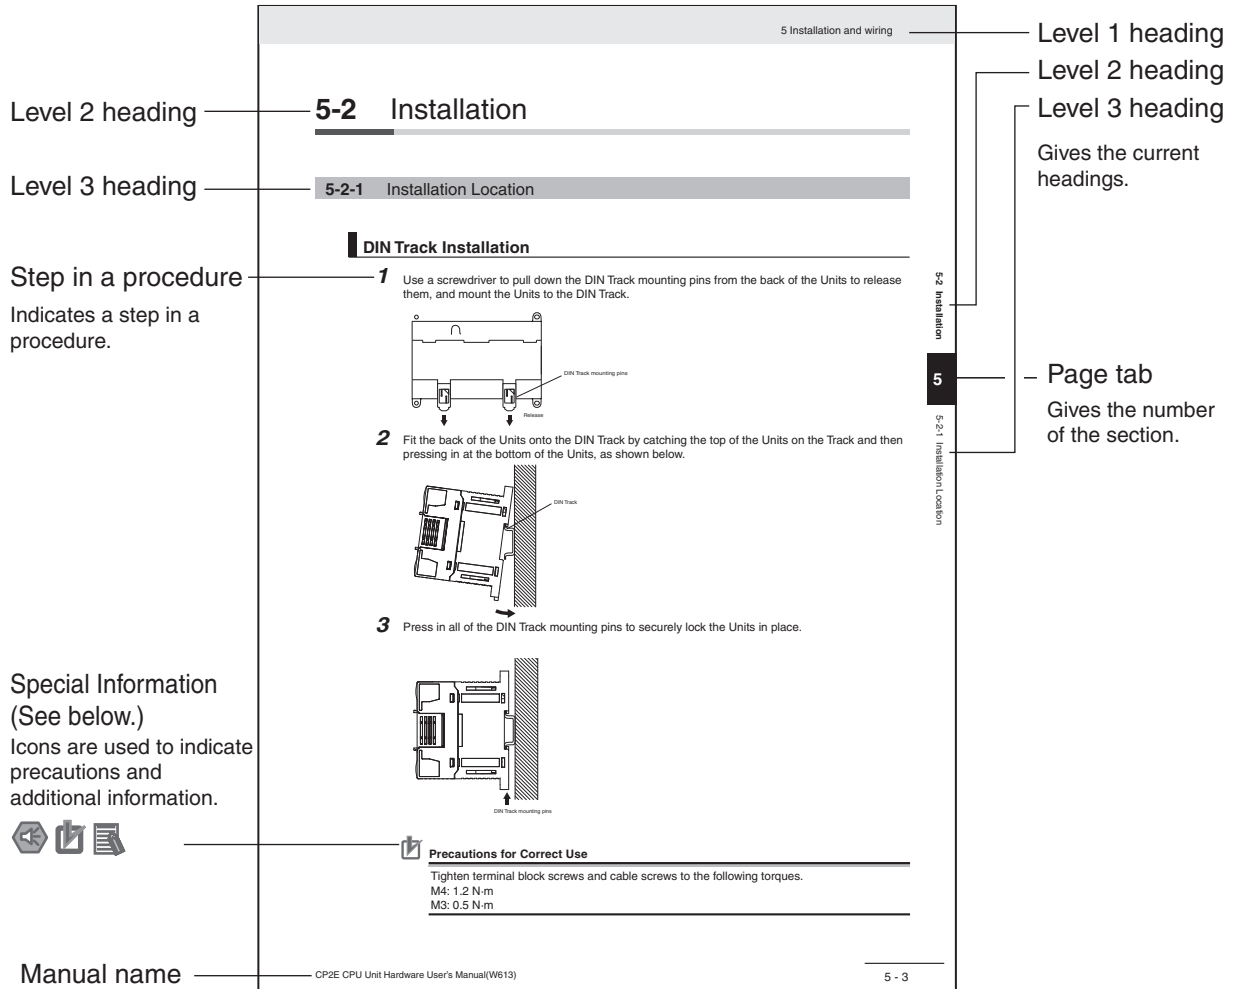 5 Installation and wiring
Level 1 heading
Level 2 heading
Level 3 heading
Gives the current
headings.
Level 2 heading
5-2 Installation
Level 3 heading
5-2-1 Installation Location
DIN Track Installation
Step in a procedure
Indicates a step in a
procedure.
1 Use a screwdriver to pull down the DIN Track mounting pins from the back of the Units to release
them, and mount the Units to the DIN Track.
DIN Track mounting pins
Release
5-2 Installation
5
5-2-1 Installation Location
Page tab
Gives the number
of the section.
2 Fit the back of the Units onto the DIN Track by catching the top of the Units on the Track and then
pressing in at the bottom of the Units, as shown below.
DIN Track
3 Press in all of the DIN Track mounting pins to securely lock the Units in place.
DIN Track mounting pins
Special Information
(See below.)
Icons are used to indicate
precautions and
additional information.
Precautions for Correct Use
Tighten terminal block screws and cable screws to the following torques.
M4: 1.2 N·m
M3: 0.5 N·m
Manual name
CP2E CPU Unit Hardware User's Manual(W613)
5 - 3